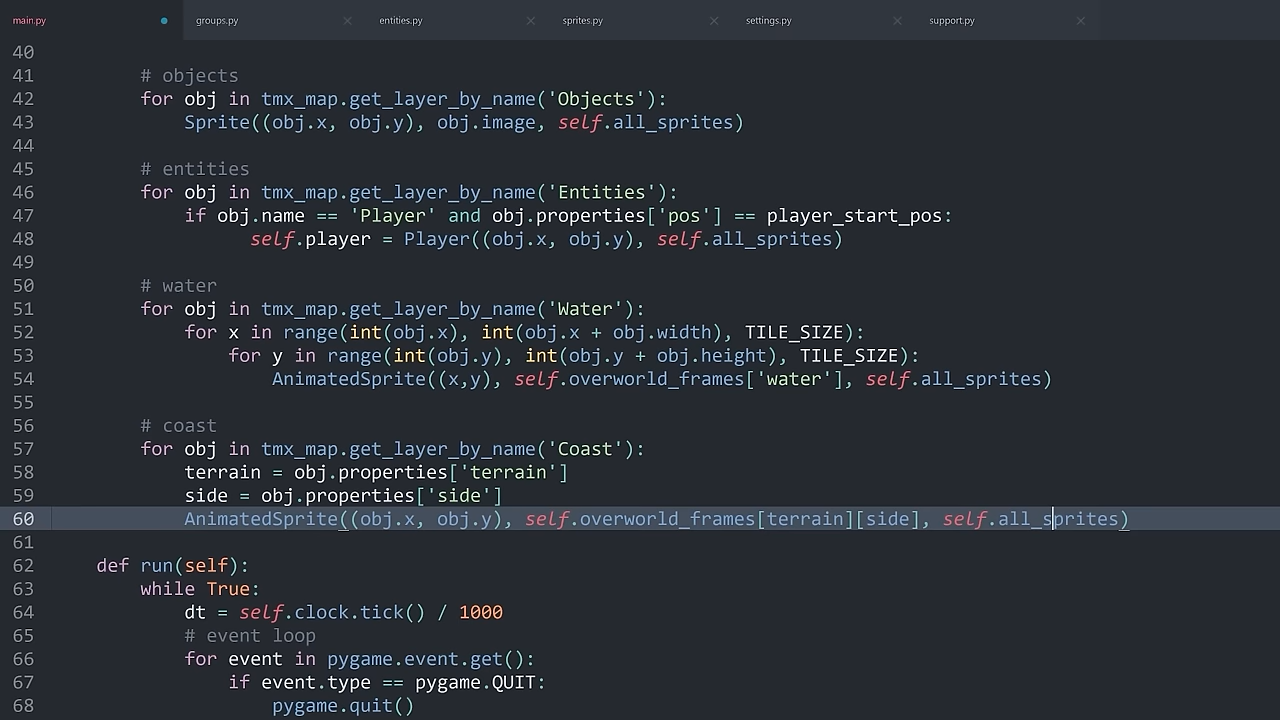 main.py groups.py entities.py sprites.py settings.py support.py
40
41         # objects
42         for obj in tmx_map.get_layer_by_name('Objects'):
43             Sprite((obj.x, obj.y), obj.image, self.all_sprites)
44
45         # entities
46         for obj in tmx_map.get_layer_by_name('Entities'):
47             if obj.name == 'Player' and obj.properties['pos'] == player_start_pos:
48                   self.player = Player((obj.x, obj.y), self.all_sprites)
49
50         # water
51         for obj in tmx_map.get_layer_by_name('Water'):
52             for x in range(int(obj.x), int(obj.x + obj.width), TILE_SIZE):
53                 for y in range(int(obj.y), int(obj.y + obj.height), TILE_SIZE):
54                     AnimatedSprite((x,y), self.overworld_frames['water'], self.all_sprites)
55
56         # coast
57         for obj in tmx_map.get_layer_by_name('Coast'):
58             terrain = obj.properties['terrain']
59             side = obj.properties['side']
60             AnimatedSprite((obj.x, obj.y), self.overworld_frames[terrain][side], self.all_sprites)
61
62     def run(self):
63         while True:
64             dt = self.clock.tick() / 1000
65             # event loop
66             for event in pygame.event.get():
67                 if event.type == pygame.QUIT:
68                     pygame.quit()